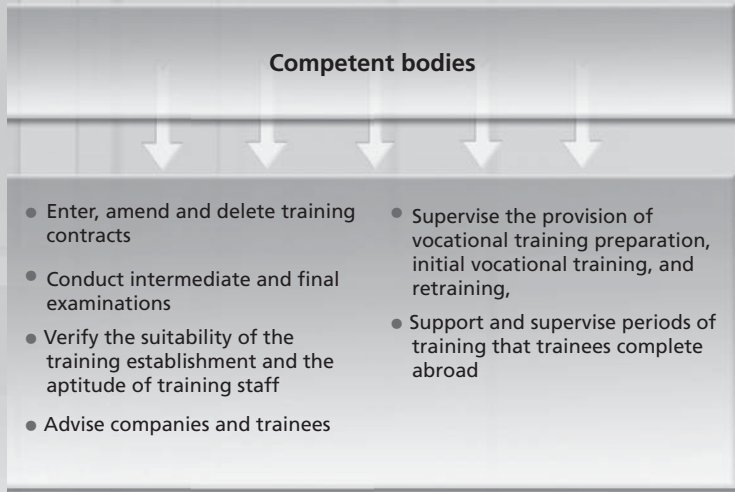 Competent bodies
• Enter, amend and delete training
contracts
• Conduct intermediate and final
examinations
• Verify the suitability of the
training establishment and the
aptitude of training staff
• Advise companies and trainees
• Supervise the provision of
vocational training preparation,
initial vocational training, and
retraining,
• Support and supervise periods of
training that trainees complete
abroad